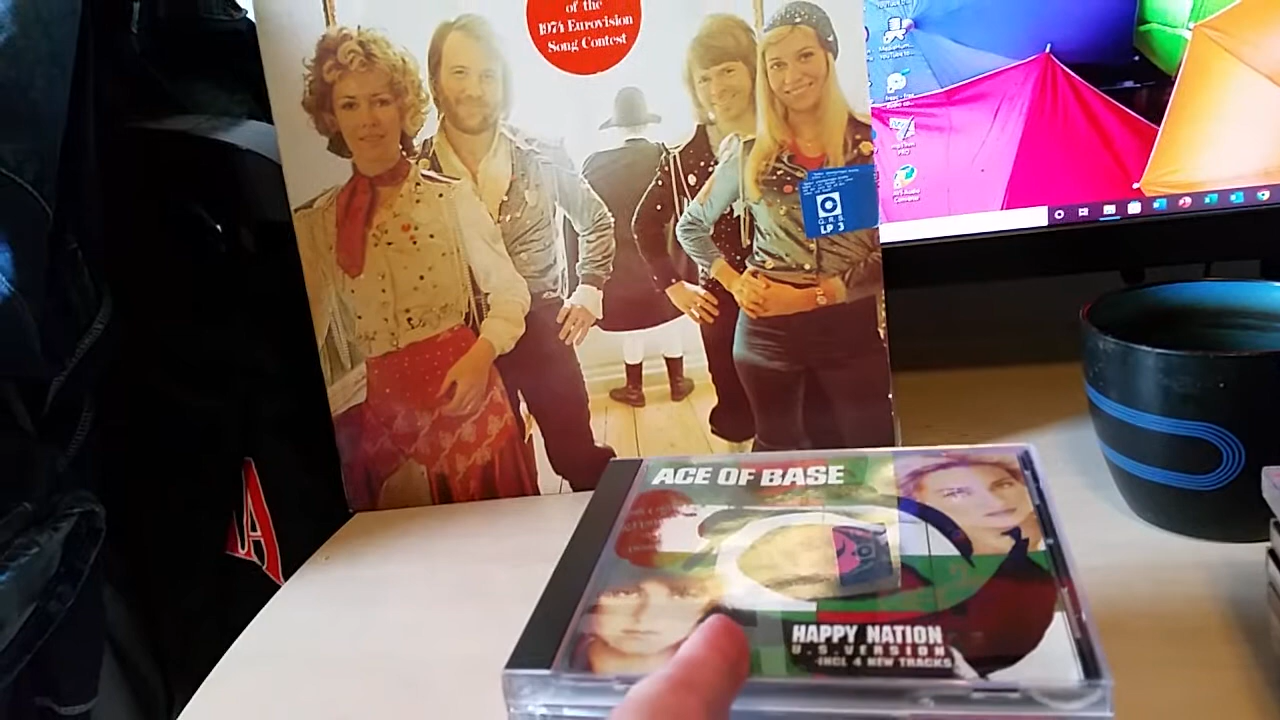 of the
1974 Eurovision
Song Contest
G.R.S.
LP 3
ACE OF BASE
HAPPY NATION
U.S.VERSION
INCL 4 NEW TRACKS